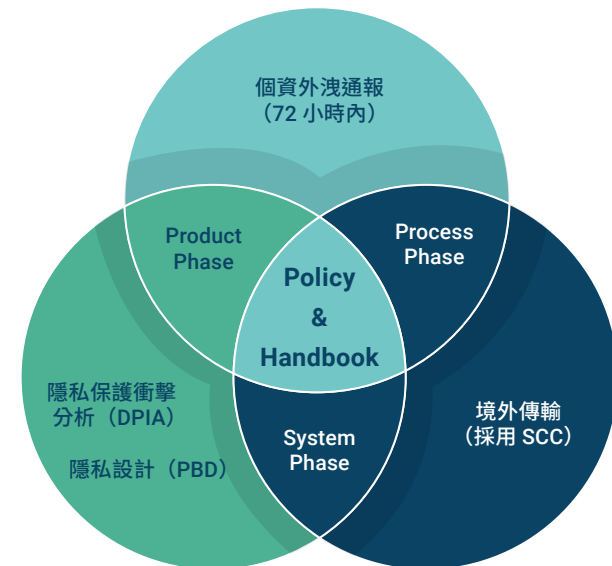 個資外洩通報
（72 小時內）
Product
Phase
Process
Phase
Policy
&
Handbook
隱私保護衝擊
分析（DPIA）
隱私設計（PBD）
System
Phase
境外傳輸
（採用 SCC）